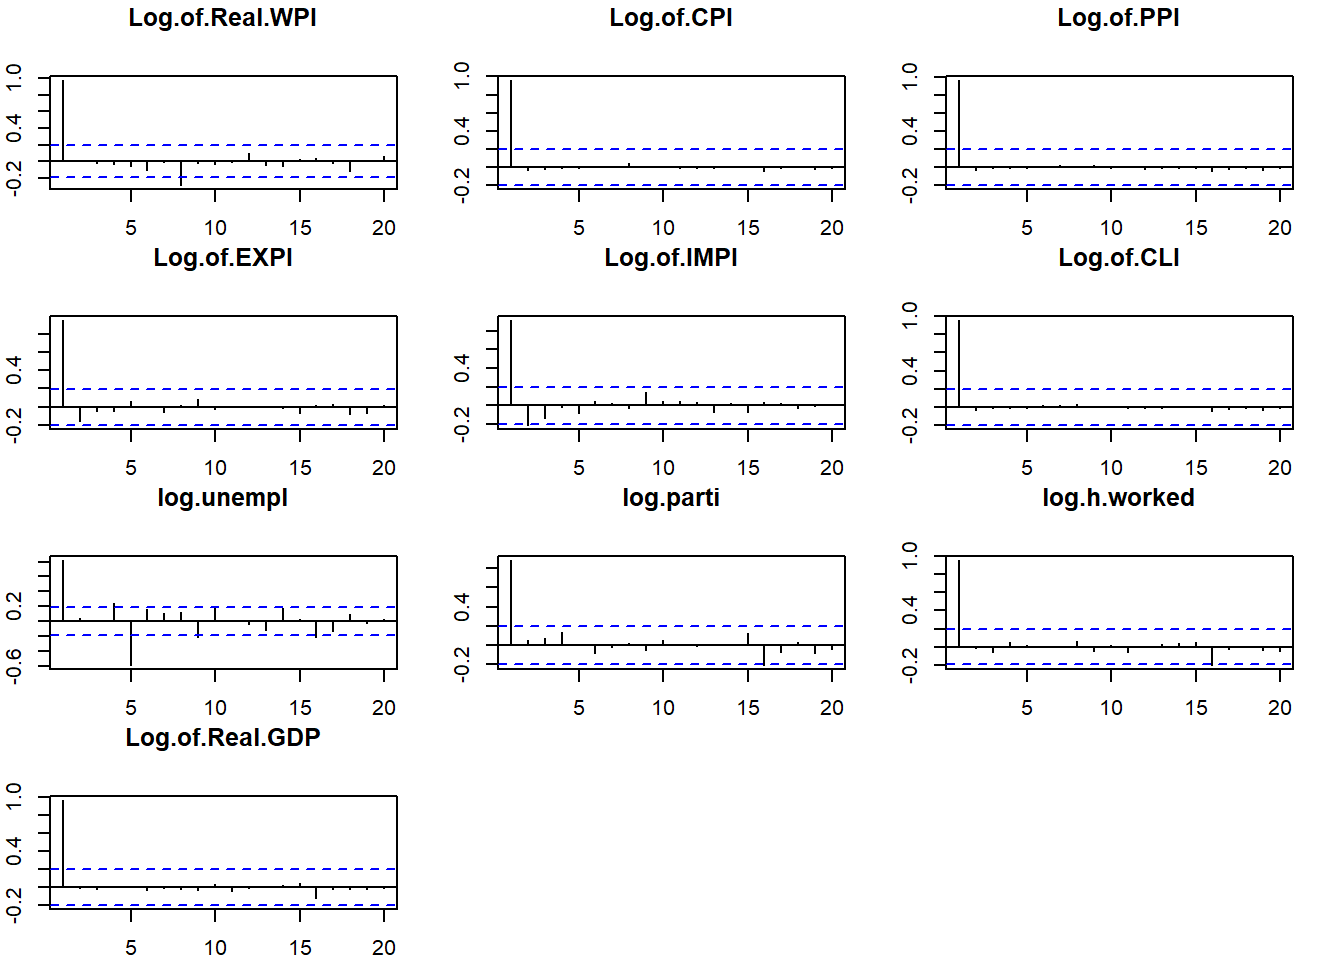 Log.of.Real.WPI Log.of.CPI Log.of.PPI
1.0 1.0 1.0
0.4 0.4 0.4
-0.2 -0.2 -0.2
5 10 15 20 5 10 15 20 5 10 15 20
Log.of.EXPI Log.of.IMPI Log.of.CLI
1.0
0.4 0.4 0.4
-0.2 -0.2 -0.2
5 10 15 20 5 10 15 20 5 10 15 20
log.unempl log.parti log.h.worked
1.0
0.2 0.4 0.4
-0.6 -0.2 -0.2
5 10 15 20 5 10 15 20 5 10 15 20
Log.of.Real.GDP
1.0
0.4
-0.2
5 10 15 20